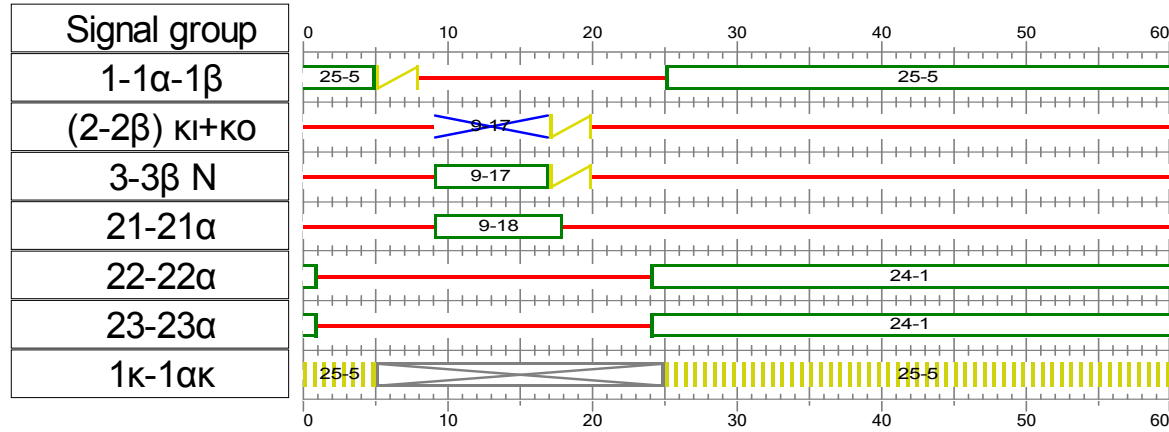 Signal group 0 10 20 30 40 50 60
1-1α-1β 25-5 25-5
(2-2β) κι+κο 9-17
3-3β Ν 9-17
21-21α 9-18
22-22α 24-1
23-23α 24-1
1κ-1ακ 25-5 25-5
0 10 20 30 40 50 60